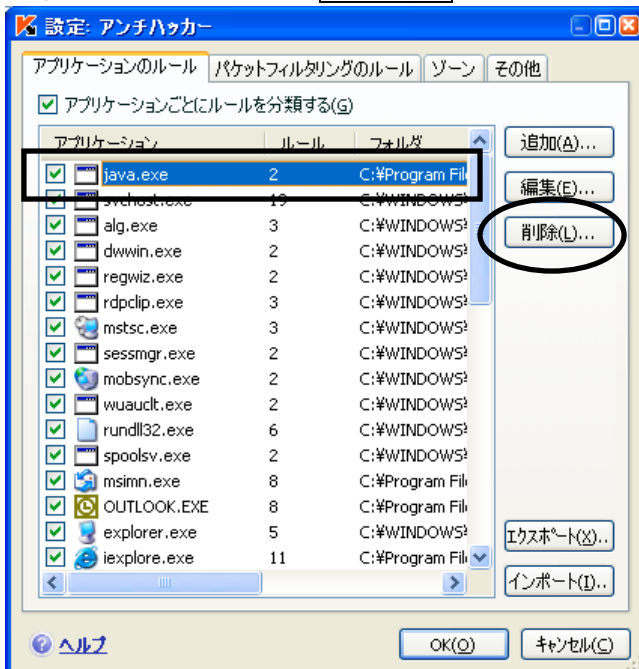 設定: アンチハッカー
アプリケーションのルール パケットフィルタリングのルール ゾーン その他
アプリケーションごとにルールを分類する(G)
アプリケーション ルール フォルダ
追加(A)...
java.exe 2 C:¥Program File
編集(E)...
svchost.exe 19 C:¥WINDOWS¥
alg.exe 3 C:¥WINDOWS¥
削除(L)...
dwwin.exe 2 C:¥WINDOWS¥
regwiz.exe 2 C:¥WINDOWS¥
rdpclip.exe 3 C:¥WINDOWS¥
mstsc.exe 3 C:¥WINDOWS¥
sessmgr.exe 2 C:¥WINDOWS¥
mobsync.exe 2 C:¥WINDOWS¥
wuauclt.exe 2 C:¥WINDOWS¥
rundll32.exe 6 C:¥WINDOWS¥
spoolsv.exe 2 C:¥WINDOWS¥
msimn.exe 8 C:¥Program File
OUTLOOK.EXE 8 C:¥Program File
explorer.exe 5 C:¥WINDOWS¥
エクスポート(X)..
iexplore.exe 11 C:¥Program File
インポート(I)..
ヘルプ OK(O) キャンセル(C)